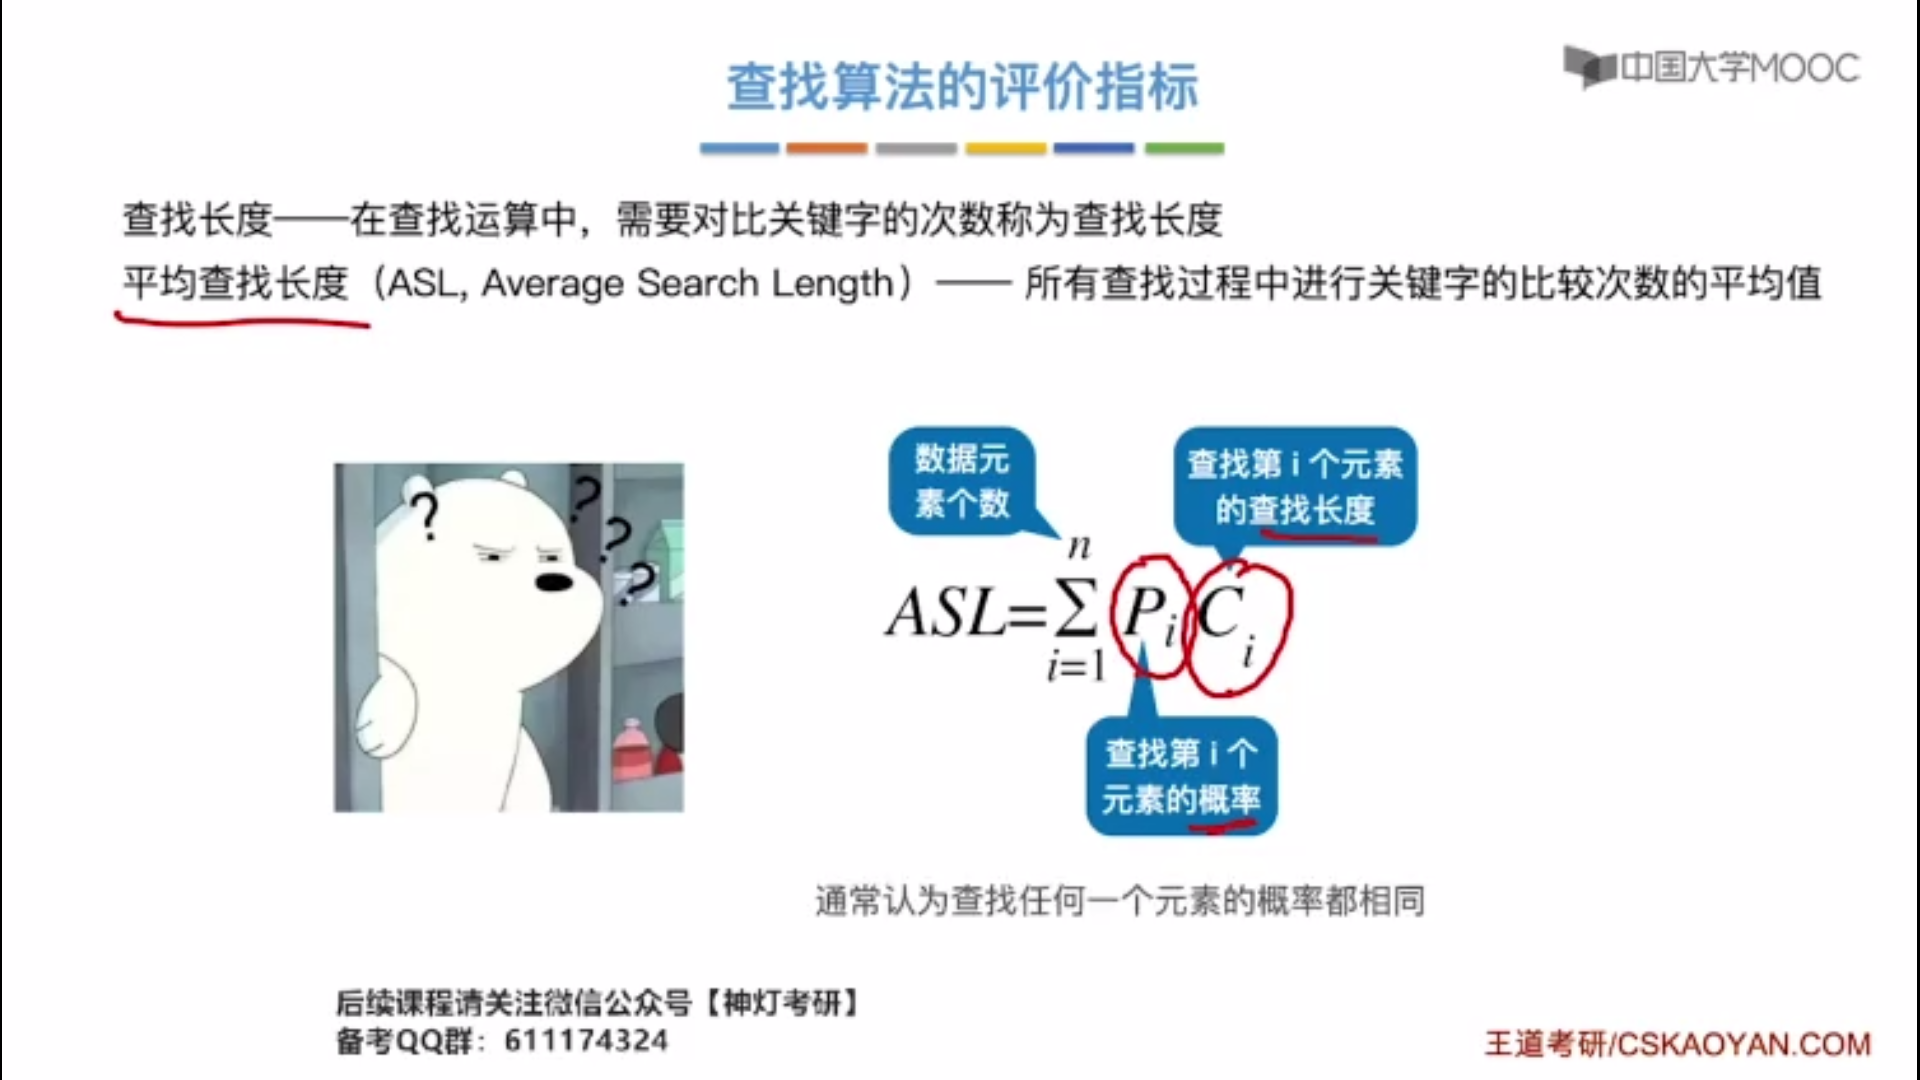 查找算法的评价指标
中国大学MOOC
查找长度——在查找运算中，需要对比关键字的次数称为查找长度
平均查找长度（ASL, Average Search Length）—— 所有查找过程中进行关键字的比较次数的平均值
数据元
素个数
查找第 i 个元素
的查找长度
? ? ? ?
n
ASL=∑ Pi Ci
i=1
查找第 i 个
元素的概率
通常认为查找任何一个元素的概率都相同
后续课程请关注微信公众号【神灯考研】
备考QQ群：611174324
王道考研/CSKAOYAN.COM